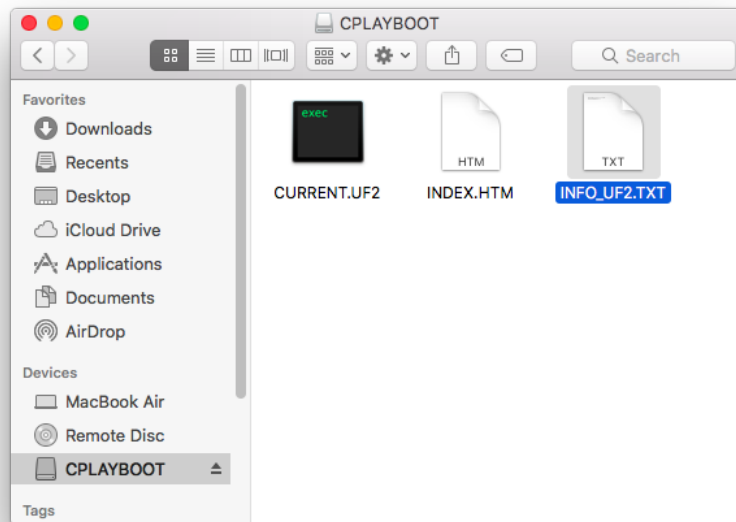 CPLAYBOOT
Search
Favorites
Downloads
Recents
Desktop
iCloud Drive
Applications
Documents
AirDrop
Devices
MacBook Air
Remote Disc
CPLAYBOOT
Tags
exec
HTM
TXT
CURRENT.UF2
INDEX.HTM
INFO_UF2.TXT